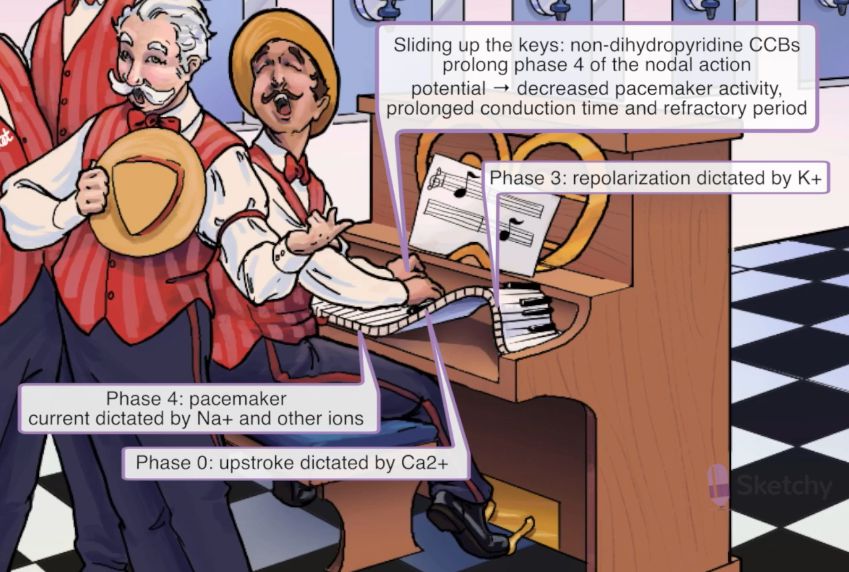 Sliding up the keys: non-dihydropyridine CCBs
prolong phase 4 of the nodal action
potential → decreased pacemaker activity,
prolonged conduction time and refractory period
Phase 3: repolarization dictated by K+
Phase 4: pacemaker
current dictated by Na+ and other ions
Phase 0: upstroke dictated by Ca2+
Sketchy